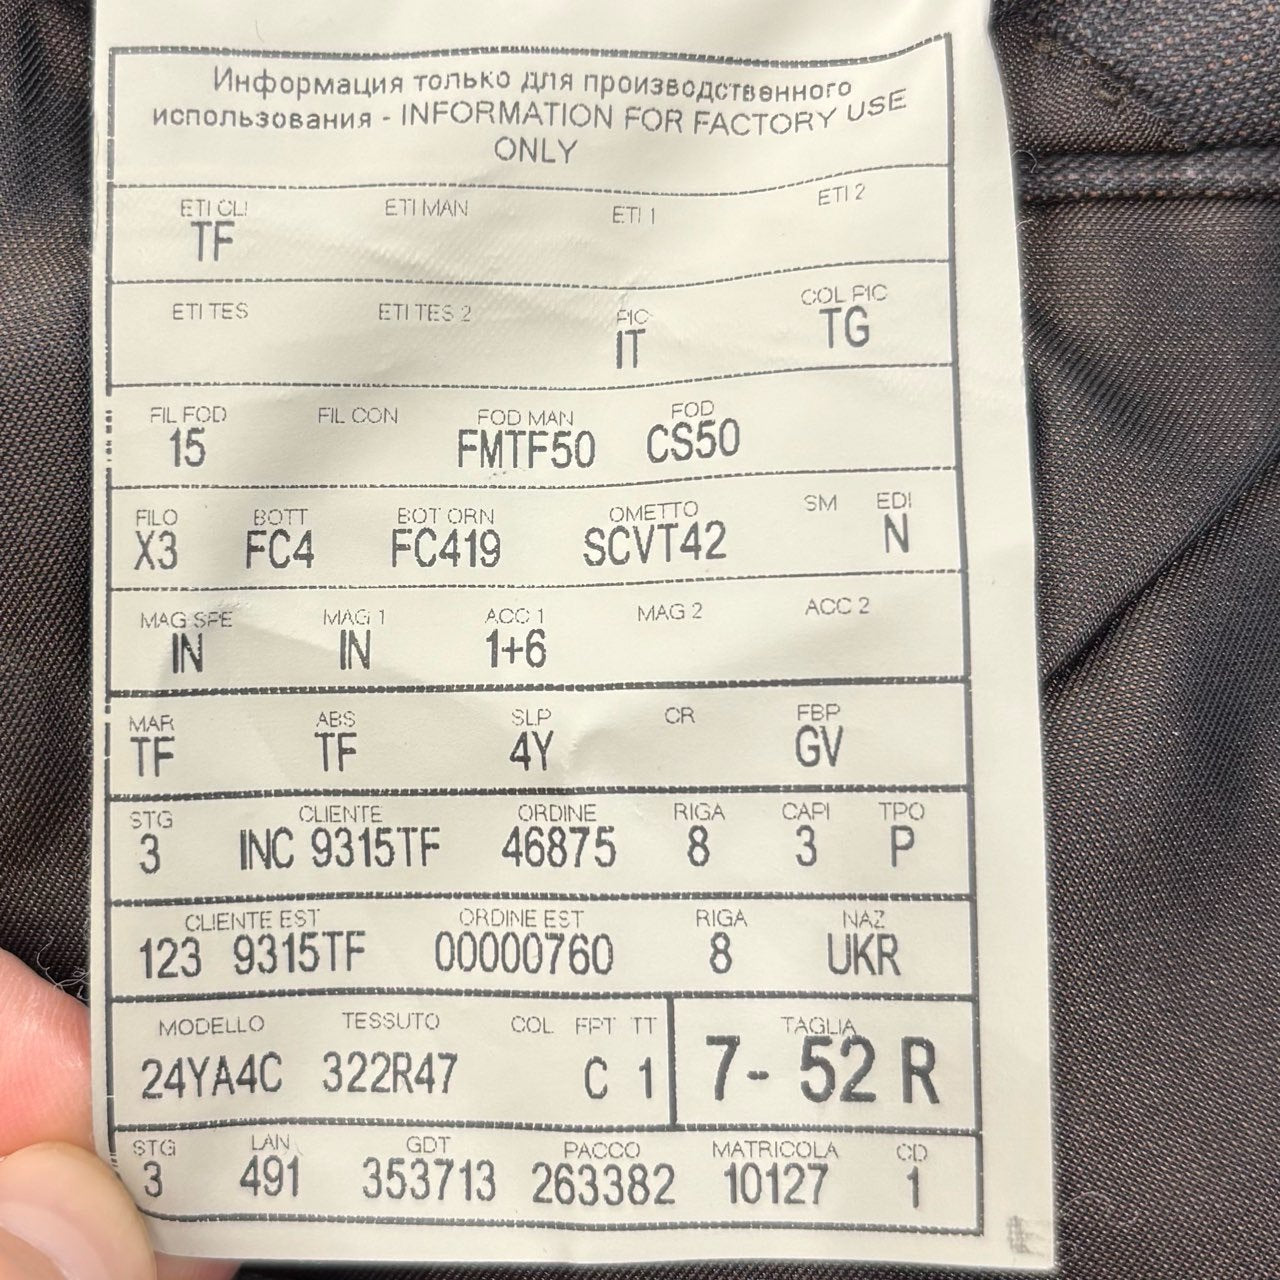 Информация только для производственного
использования - INFORMATION FOR FACTORY USE
ONLY
ETI CLI ETI MAN ETI 1 ETI 2
TF
ETI TES ETI TES 2 PIC COL PIC
IT TG
FIL FOD FIL CON FOD MAN FOD
15 FMTF50 CS50
FILO BOTT BOT ORN OMETTO SM EDI
X3 FC4 FC419 SCVT42 N
MAG SPE MAG 1 ACC 1 MAG 2 ACC 2
IN IN 1+6
MAR ABS SLP CR FBP
TF TF 4Y GV
STG CLIENTE ORDINE RIGA CAPI TPO
3 INC 9315TF 46875 8 3 P
CLIENTE EST ORDINE EST RIGA NAZ
123 9315TF 00000760 8 UKR
MODELLO TESSUTO COL FPT TT TAGLIA
24YA4C 322R47 C 1 7- 52 R
STG LAN GDT PACCO MATRICOLA CD
3 491 353713 263382 10127 1